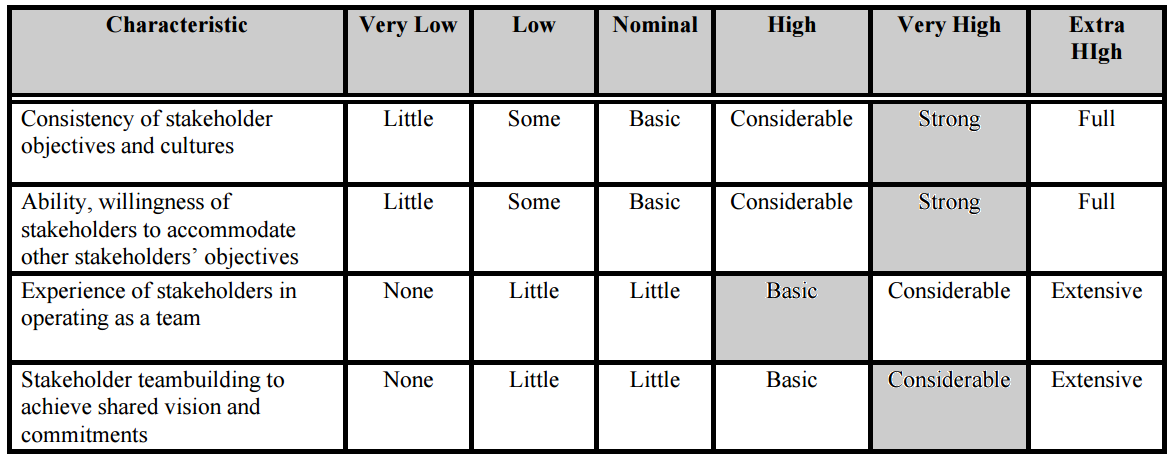 Characteristic Very Low Low Nominal High Very High Extra
HIgh
Consistency of stakeholder Little Some Basic Considerable Strong Full
objectives and cultures
Ability, willingness of Little Some Basic Considerable Strong Full
stakeholders to accommodate
other stakeholders’ objectives
Experience of stakeholders in None Little Little Basic Considerable Extensive
operating as a team
Stakeholder teambuilding to None Little Little Basic Considerable Extensive
achieve shared vision and
commitments